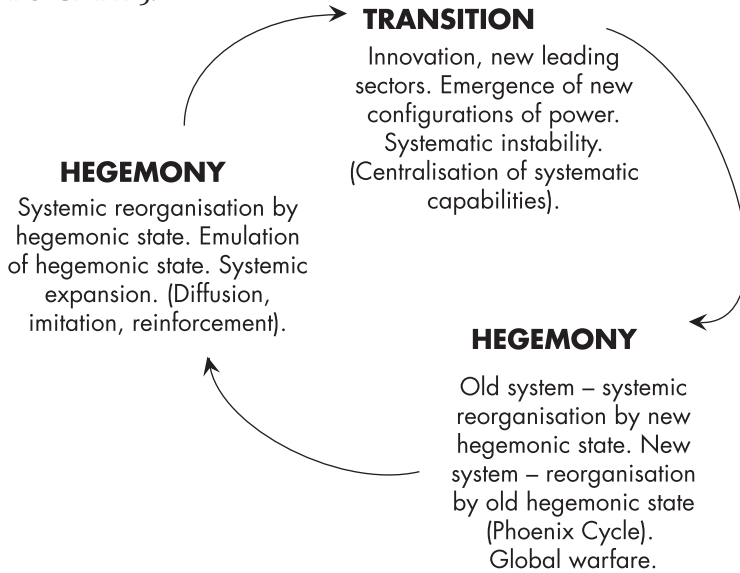 TRANSITION
Innovation, new leading
sectors. Emergence of new
configurations of power.
Systematic instability.
(Centralisation of systematic
capabilities).
HEGEMONY
Systemic reorganisation by
hegemonic state. Emulation
of hegemonic state. Systemic
expansion. (Diffusion,
imitation, reinforcement).
HEGEMONY
Old system – systemic
reorganisation by new
hegemonic state. New
system – reorganisation
by old hegemonic state
(Phoenix Cycle).
Global warfare.